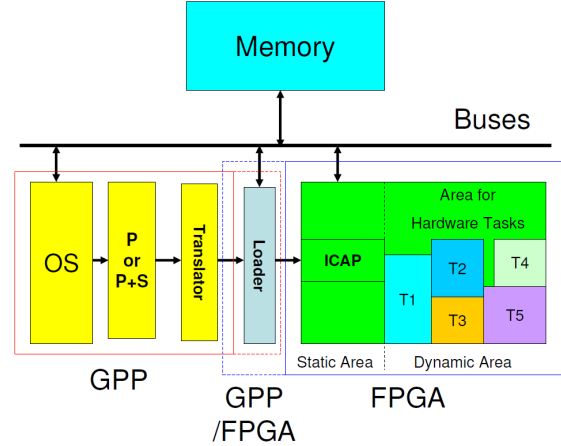 Memory
Buses
Area for
Hardware Tasks
OS
P
or
P+S
Translator
Loader
ICAP
T1
T2
T3
T4
T5
Static Area
Dynamic Area
GPP
GPP
/FPGA
FPGA